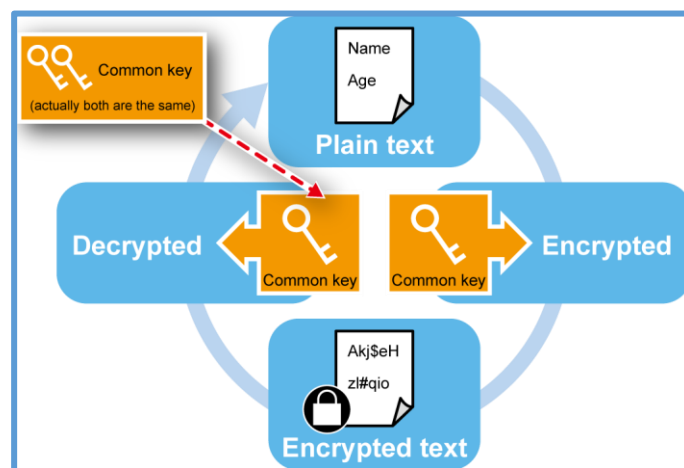 Common key
(actually both are the same)
Name
Age
Plain text
Decrypted
Common key
Common key
Encrypted
Akj$eH
zl#qio
Encrypted text